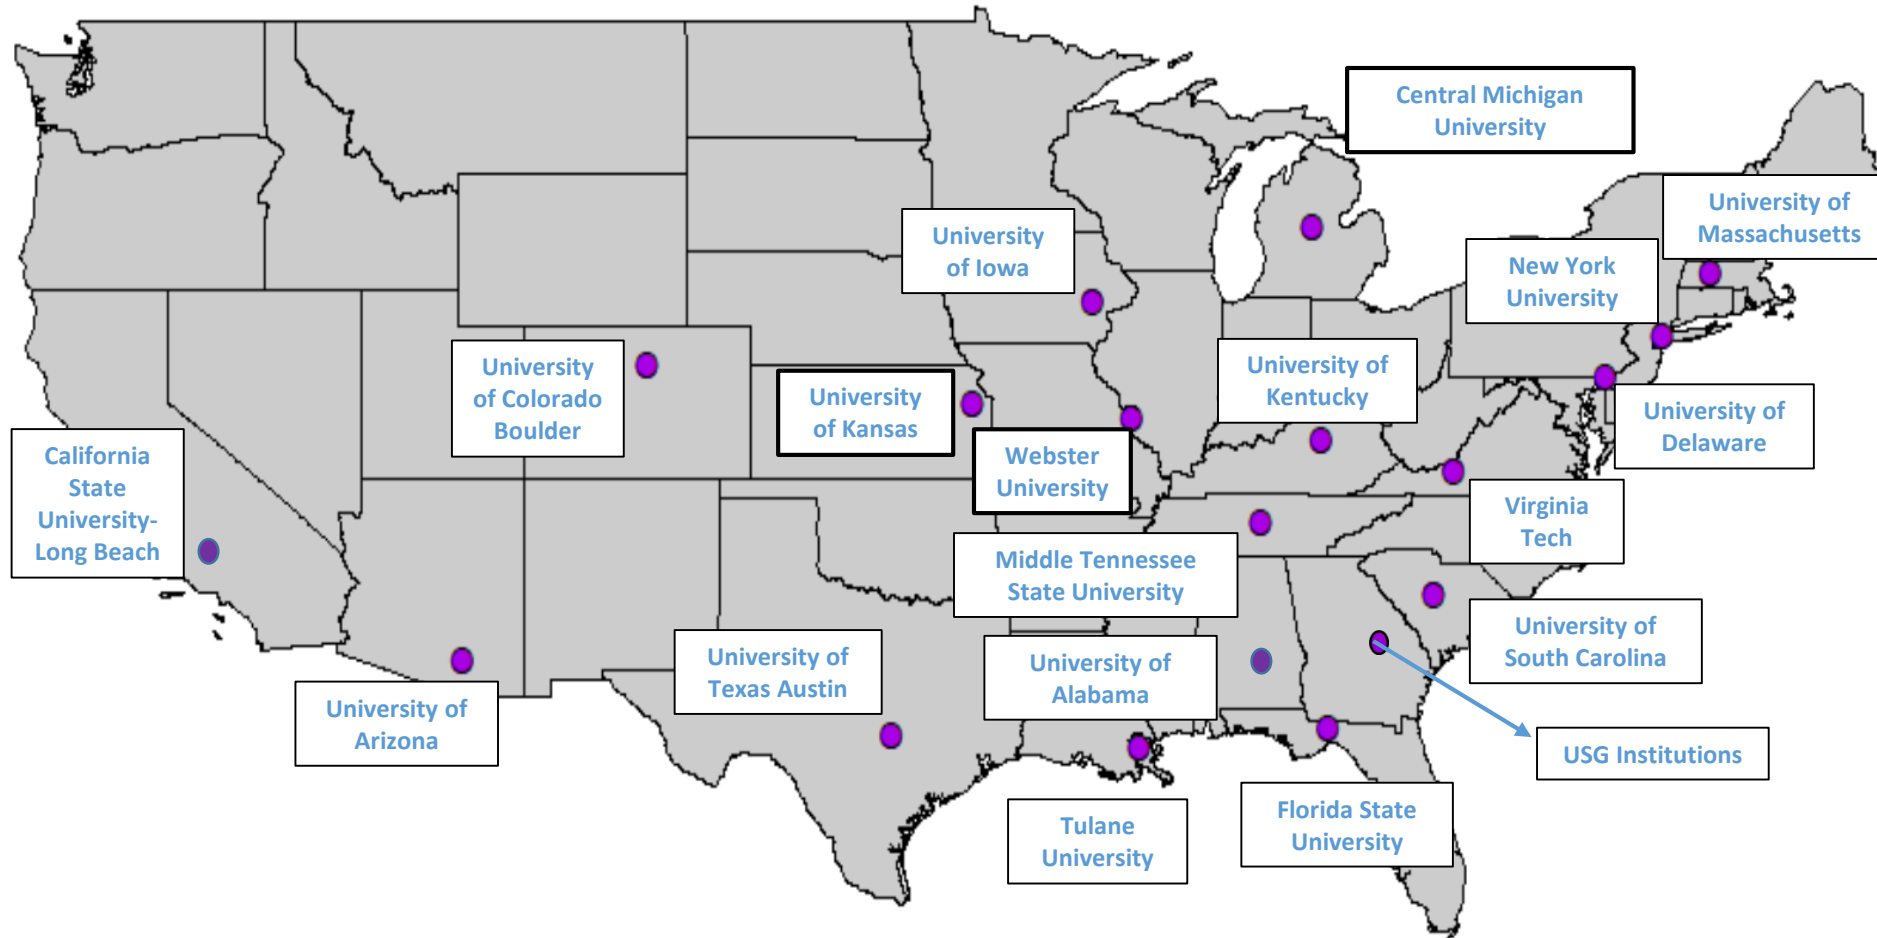 Central Michigan
University
University of
Massachusetts
University
of Iowa
New York
University
University
of Colorado
Boulder
University
of Kansas
University of
Kentucky
University of
Delaware
California
State
University-
Long Beach
Webster
University
Virginia
Tech
Middle Tennessee
State University
University of
South Carolina
University of
Texas Austin
University of
Alabama
University of
Arizona
USG Institutions
Tulane
University
Florida State
University